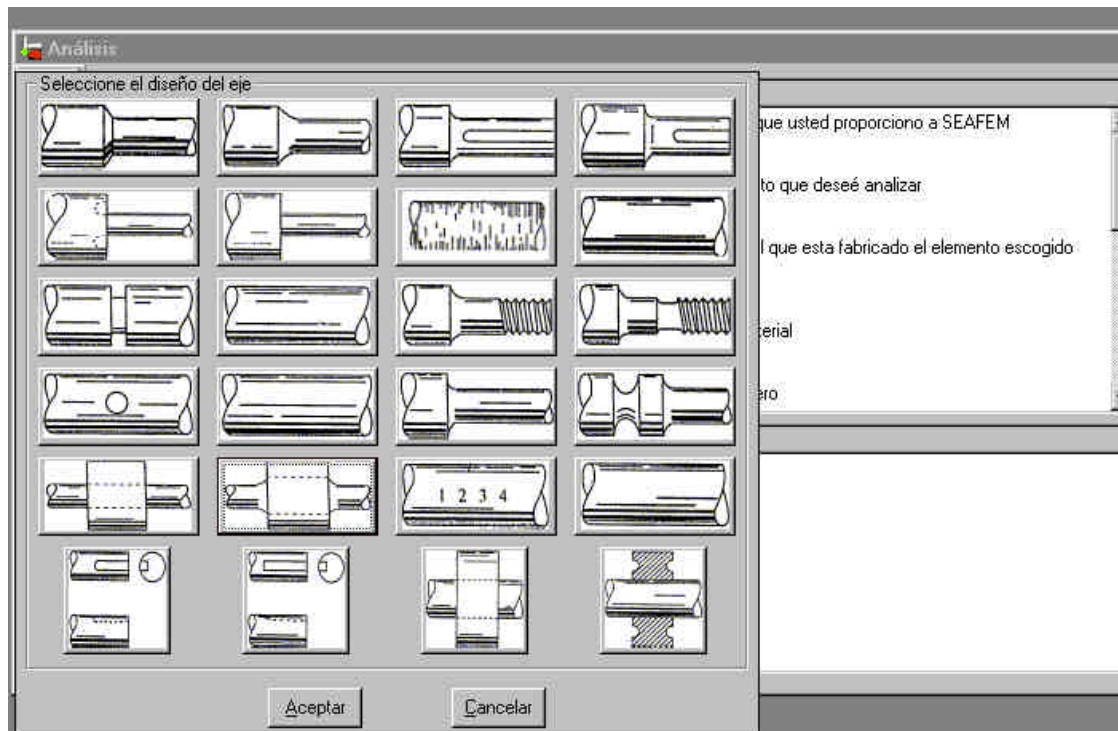 Análisis
Seleccione el diseño del eje
que usted proporciono a SEAFEM
to que deseé analizar
l que esta fabricado el elemento escogido
terial
ero
1 2 3 4
Aceptar
Cancelar